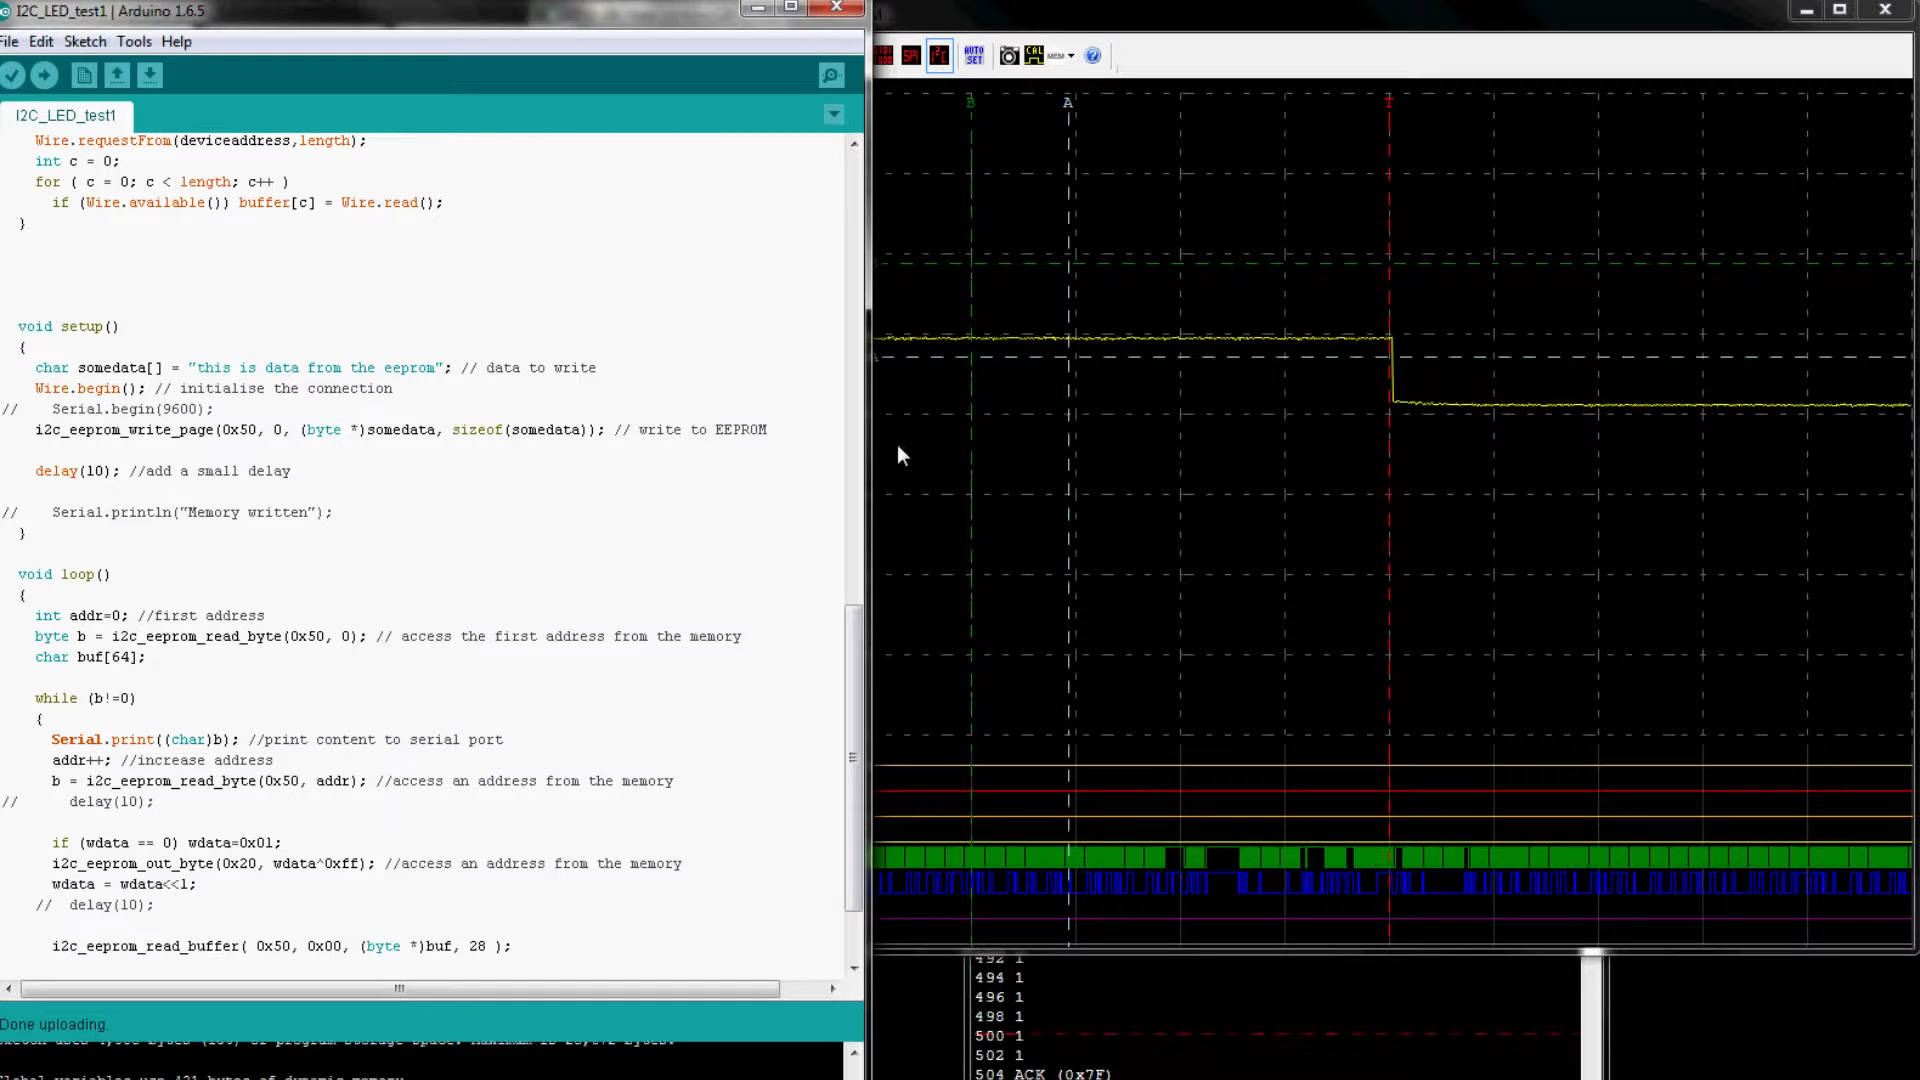 I2C_LED_test1 | Arduino 1.6.5
File Edit Sketch Tools Help
I2C_LED_test1
Wire.requestFrom(deviceaddress,length);
int c = 0;
for ( c = 0; c < length; c++ )
if (Wire.available()) buffer[c] = Wire.read();
}
void setup()
{
char somedata[] = "this is data from the eeprom"; // data to write
Wire.begin(); // initialise the connection
// Serial.begin(9600);
i2c_eeprom_write_page(0x50, 0, (byte *)somedata, sizeof(somedata)); // write to EEPROM
delay(10); //add a small delay
// Serial.println("Memory written");
}
void loop()
{
int addr=0; //first address
byte b = i2c_eeprom_read_byte(0x50, 0); // access the first address from the memory
char buf[64];
while (b!=0)
{
Serial.print((char)b); //print content to serial port
addr++; //increase address
b = i2c_eeprom_read_byte(0x50, addr); //access an address from the memory
// delay(10);
if (wdata == 0) wdata=0x01;
i2c_eeprom_out_byte(0x20, wdata^0xff); //access an address from the memory
wdata = wdata<<1;
// delay(10);
i2c_eeprom_read_buffer( 0x50, 0x00, (byte *)buf, 28 );
Done uploading.
SPI I²C AUTO SET CAL MEM ?
B A T
492 1
494 1
496 1
498 1
500 1
502 1
504 ACK (0x7F)